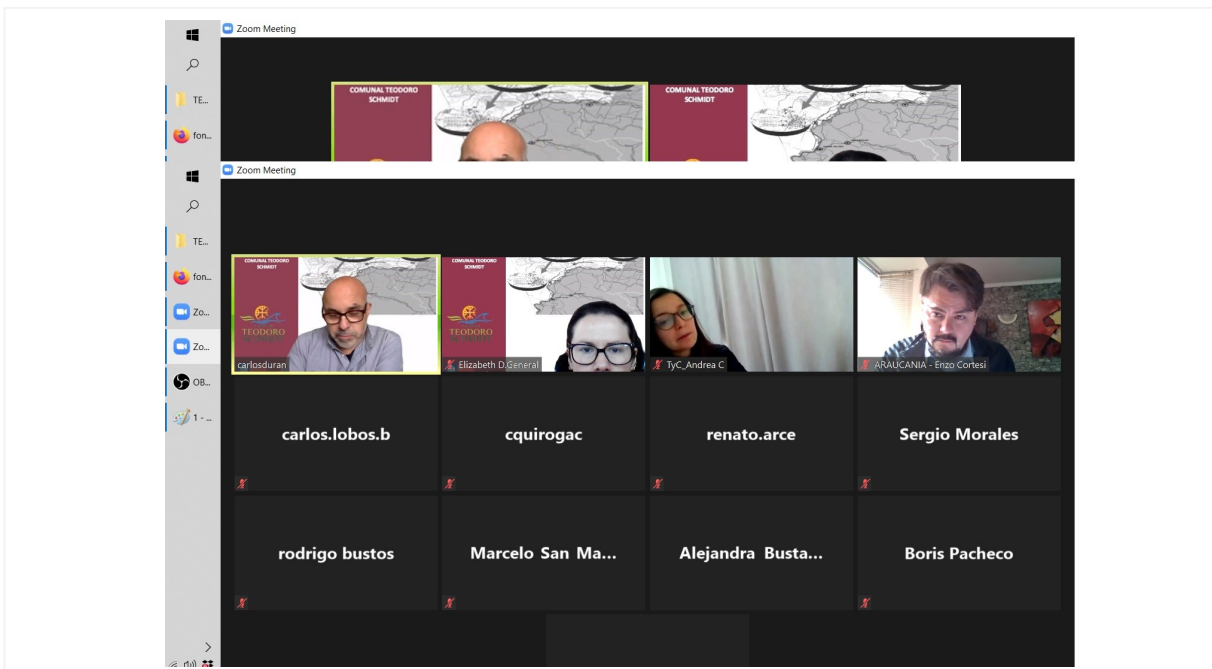 Zoom Meeting
COMUNAL TEODORO
SCHMIDT
COMUNAL TEODORO
SCHMIDT
TE...
fon...
Zoom Meeting
TE...
fon...
Zo...
Zo...
OB...
1 - ...
COMUNAL TEODORO
SCHMIDT
TEODORO
SCHMIDT
carlosduran
COMUNAL TEODORO
SCHMIDT
TEODORO
SCHMIDT
Elizabeth D.General
TyC_Andrea C
ARAUCANIA - Enzo Cortesi
carlos.lobos.b
cquirogac
renato.arce
Sergio Morales
rodrigo bustos
Marcelo San Ma...
Alejandra Busta...
Boris Pacheco